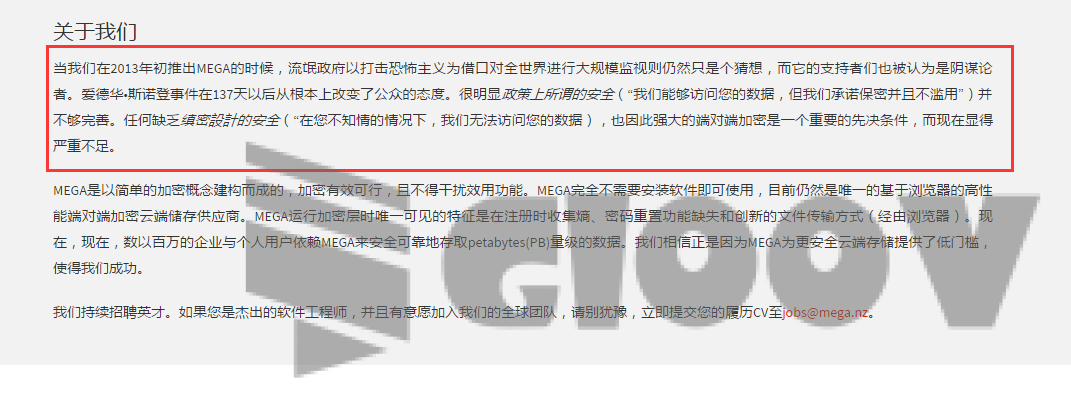 关于我们
当我们在2013年初推出MEGA的时候，流氓政府以打击恐怖主义为借口对全世界进行大规模监视则仍然只是个猜想，而它的支持者们也被认为是阴谋论
者。爱德华•斯诺登事件在137天以后从根本上改变了公众的态度。很明显政策上所谓的安全（“我们能够访问您的数据，但我们承诺保密并且不滥用”）并
不够完善。任何缺乏缜密設計的安全（“在您不知情的情况下，我们无法访问您的数据），也因此强大的端对端加密是一个重要的先决条件，而现在显得
严重不足。
MEGA是以简单的加密概念建构而成的，加密有效可行，且不得干扰效用功能。MEGA完全不需要安装软件即可使用，目前仍然是唯一的基于浏览器的高性
能端对端加密云端储存供应商。MEGA运行加密层时唯一可见的特征是在注册时收集熵、密码重置功能缺失和创新的文件传输方式（经由浏览器）。现
在，现在，数以百万的企业与个人用户依赖MEGA来安全可靠地存取petabytes(PB)量级的数据。我们相信正是因为MEGA为更安全云端存储提供了低门槛，
使得我们成功。
我们持续招聘英才。如果您是杰出的软件工程师，并且有意愿加入我们的全球团队，请别犹豫，立即提交您的履历CV至jobs@mega.nz。
GIOOV